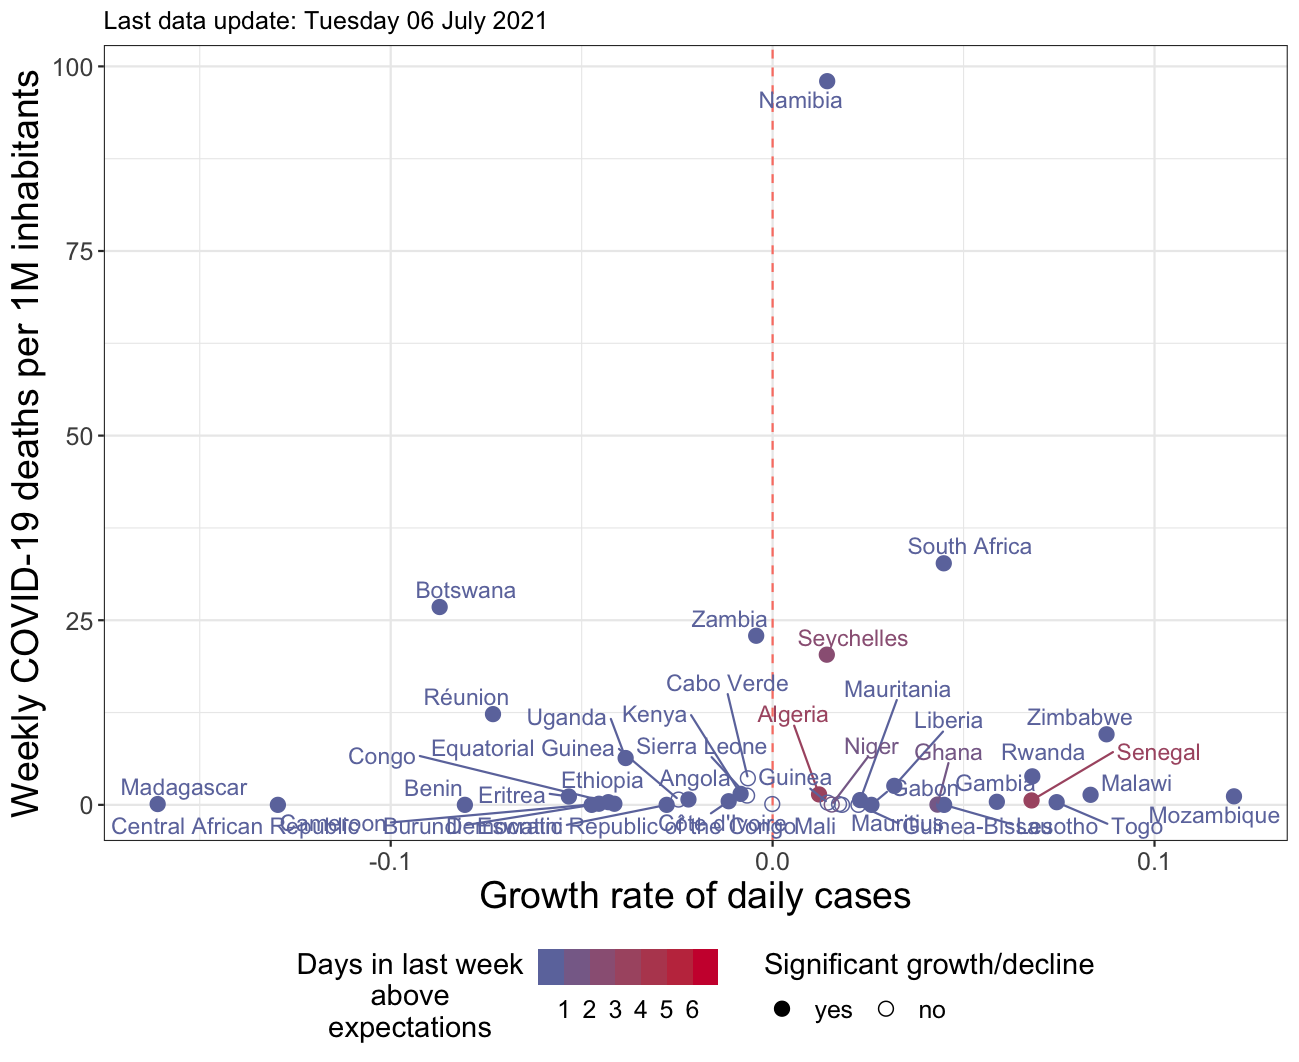 Last data update: Tuesday 06 July 2021
Weekly COVID-19 deaths per 1M inhabitants
100
75
50
25
0
Namibia
South Africa
Botswana
Zambia
Seychelles
Cabo Verde
Mauritania
Réunion
Uganda
Kenya
Algeria
Liberia
Zimbabwe
Congo
Equatorial Guinea
Sierra Leone
Niger
Ghana
Rwanda
Senegal
Madagascar
Benin
Eritrea
Ethiopia
Angola
Guinea
Gabon
Gambia
Malawi
Mozambique
Central African Republic
Cameroon
Burundi
Democratic Republic of the Congo
Eswatini
Côte d'Ivoire
Mali
Mauritius
Guinea-Bissau
Lesotho
Togo
-0.1
0.0
0.1
Growth rate of daily cases
Days in last week
above
expectations
1 2 3 4 5 6
Significant growth/decline
yes
no